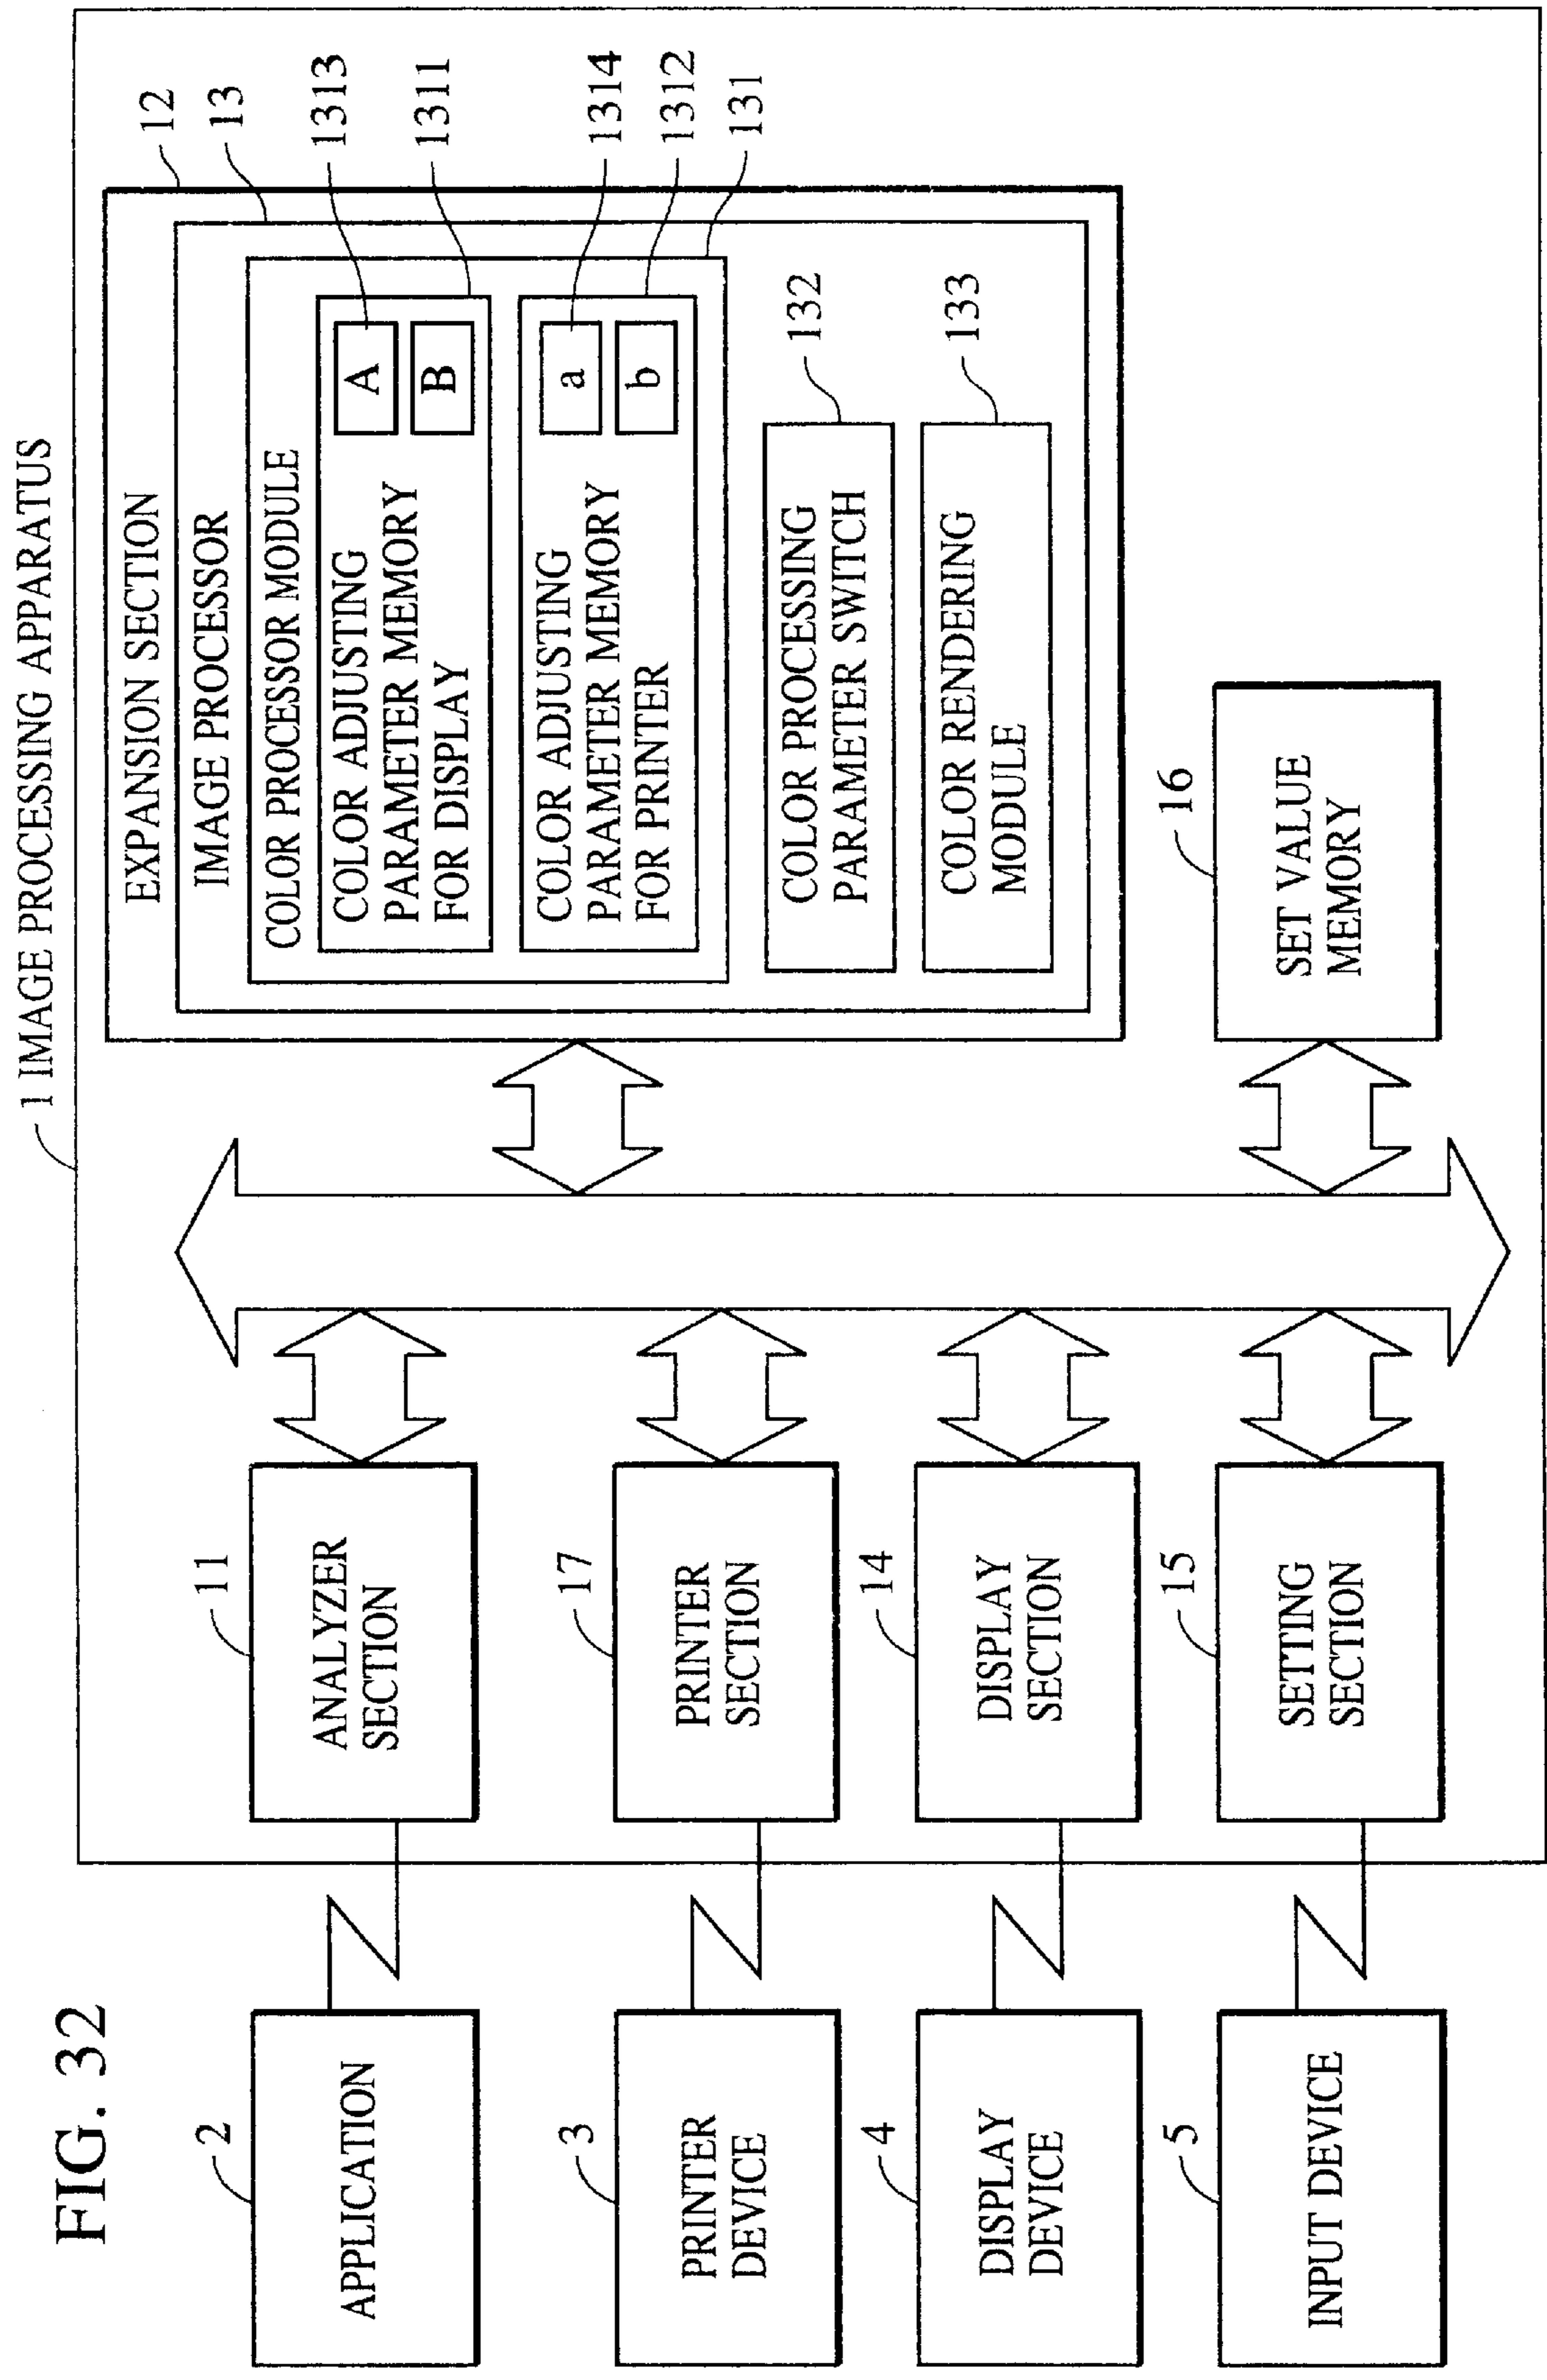 FIG. 32
1 IMAGE PROCESSING APPARATUS
2
APPLICATION
3
PRINTER
DEVICE
4
DISPLAY
DEVICE
5
INPUT DEVICE
11
ANALYZER
SECTION
17
PRINTER
SECTION
14
DISPLAY
SECTION
15
SETTING
SECTION
12
EXPANSION SECTION
13
IMAGE PROCESSOR
COLOR PROCESSOR MODULE
COLOR ADJUSTING
PARAMETER MEMORY
FOR DISPLAY
A
B
1313
1311
COLOR ADJUSTING
PARAMETER MEMORY
FOR PRINTER
a
b
1314
1312
131
COLOR PROCESSING
PARAMETER SWITCH
132
COLOR RENDERING
MODULE
133
16
SET VALUE
MEMORY